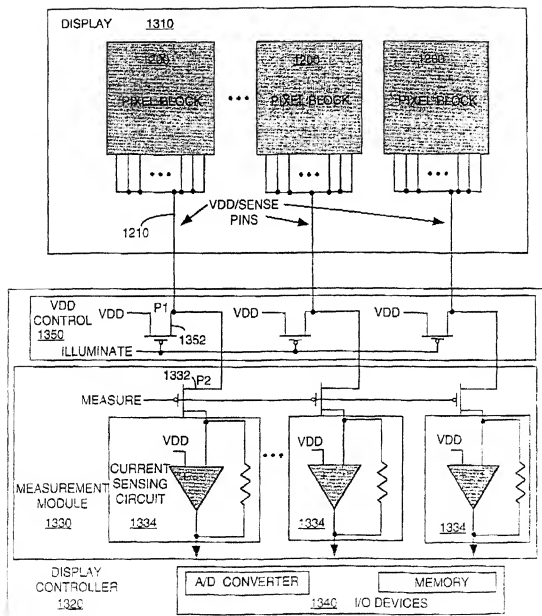 DISPLAY 1310
1200 1200 1200
PIXEL BLOCK PIXEL BLOCK PIXEL BLOCK
1210
VDD/SENSE
PINS
VDD
CONTROL
1350
VDD P1 VDD VDD
1352
ILLUMINATE
1332 P2
MEASURE
VDD VDD VDD
CURRENT
SENSING
CIRCUIT
1334 1334 1334
MEASUREMENT
MODULE
1330
DISPLAY
CONTROLLER
1320
A/D CONVERTER MEMORY
1340 I/O DEVICES